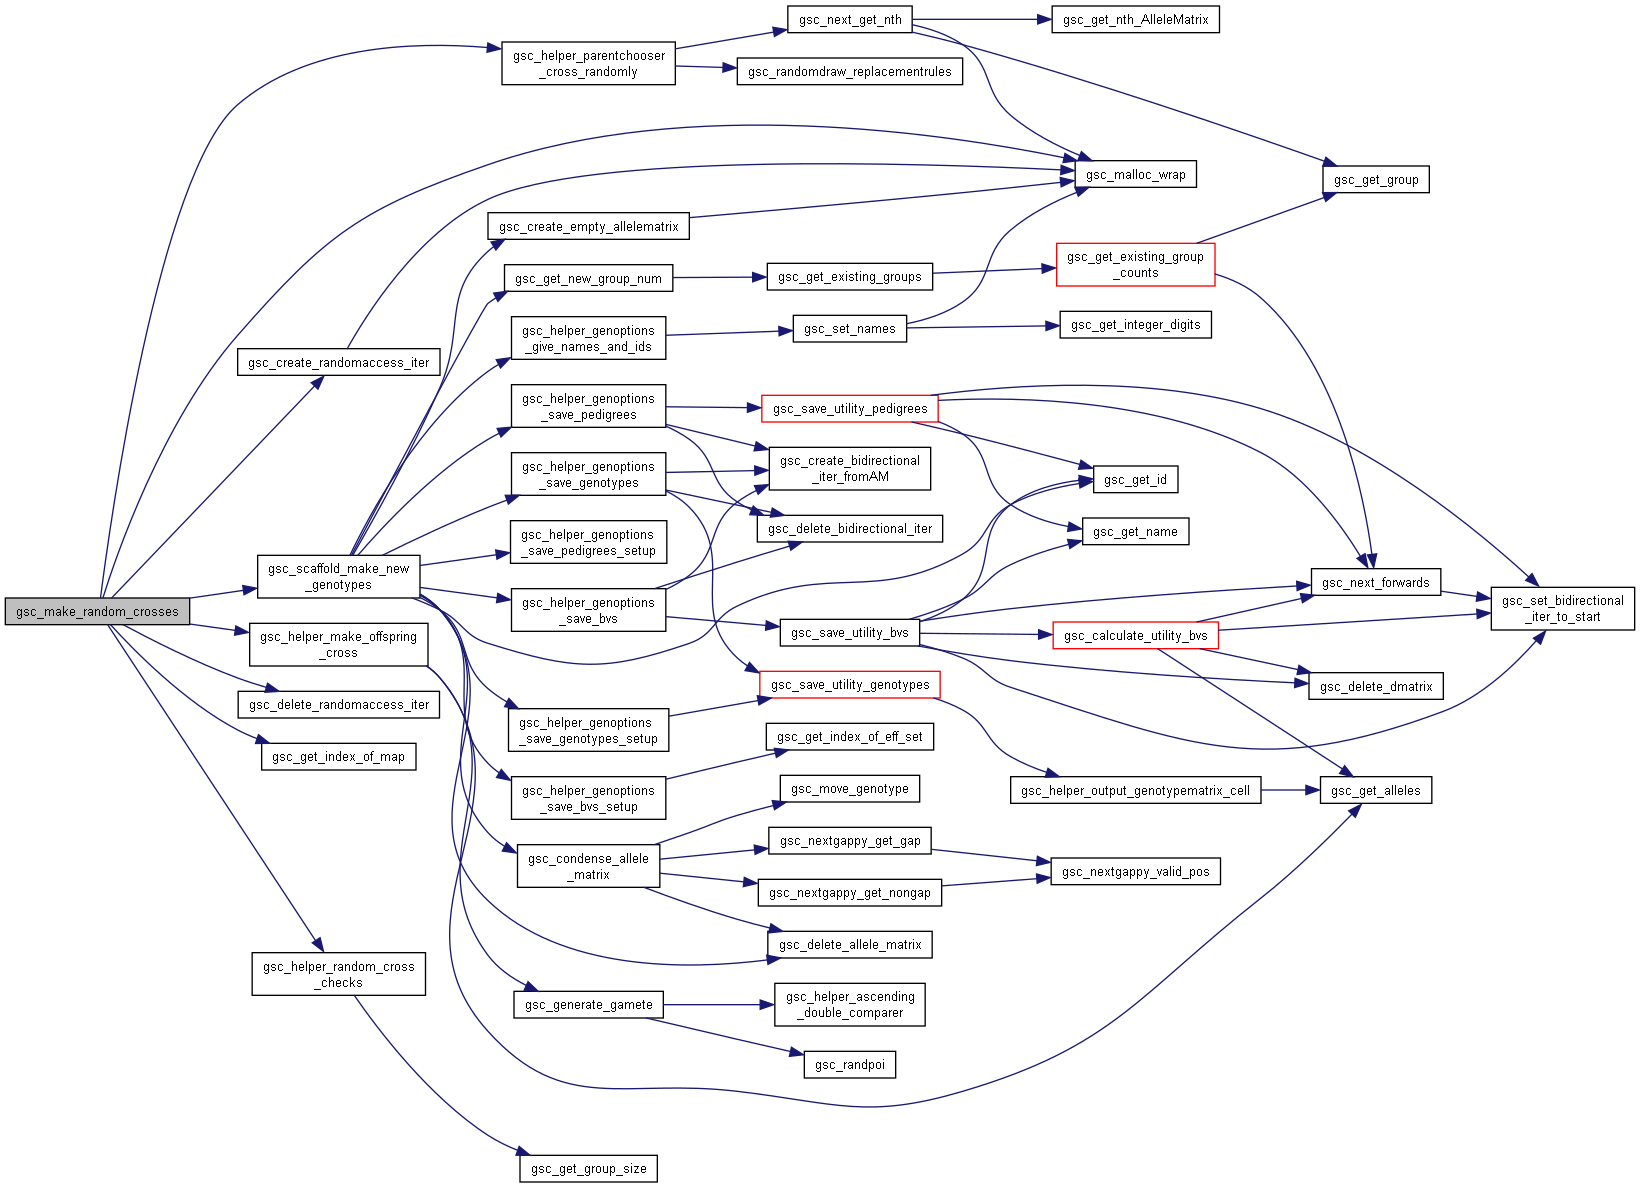 gsc_make_random_crosses
gsc_helper_parentchooser
_cross_randomly
gsc_create_randomaccess_iter
gsc_scaffold_make_new
_genotypes
gsc_helper_make_offspring
_cross
gsc_delete_randomaccess_iter
gsc_get_index_of_map
gsc_helper_random_cross
_checks
gsc_create_empty_allelematrix
gsc_get_new_group_num
gsc_helper_genoptions
_give_names_and_ids
gsc_helper_genoptions
_save_pedigrees
gsc_helper_genoptions
_save_genotypes
gsc_helper_genoptions
_save_pedigrees_setup
gsc_helper_genoptions
_save_bvs
gsc_helper_genoptions
_save_genotypes_setup
gsc_helper_genoptions
_save_bvs_setup
gsc_condense_allele
_matrix
gsc_generate_gamete
gsc_get_group_size
gsc_next_get_nth
gsc_randomdraw_replacementrules
gsc_get_existing_groups
gsc_set_names
gsc_save_utility_pedigrees
gsc_create_bidirectional
_iter_fromAM
gsc_delete_bidirectional_iter
gsc_save_utility_bvs
gsc_save_utility_genotypes
gsc_get_index_of_eff_set
gsc_move_genotype
gsc_nextgappy_get_gap
gsc_nextgappy_get_nongap
gsc_delete_allele_matrix
gsc_helper_ascending
_double_comparer
gsc_randpoi
gsc_get_nth_AlleleMatrix
gsc_malloc_wrap
gsc_get_existing_group
_counts
gsc_get_integer_digits
gsc_get_id
gsc_get_name
gsc_calculate_utility_bvs
gsc_helper_output_genotypematrix_cell
gsc_nextgappy_valid_pos
gsc_get_group
gsc_next_forwards
gsc_delete_dmatrix
gsc_get_alleles
gsc_set_bidirectional
_iter_to_start